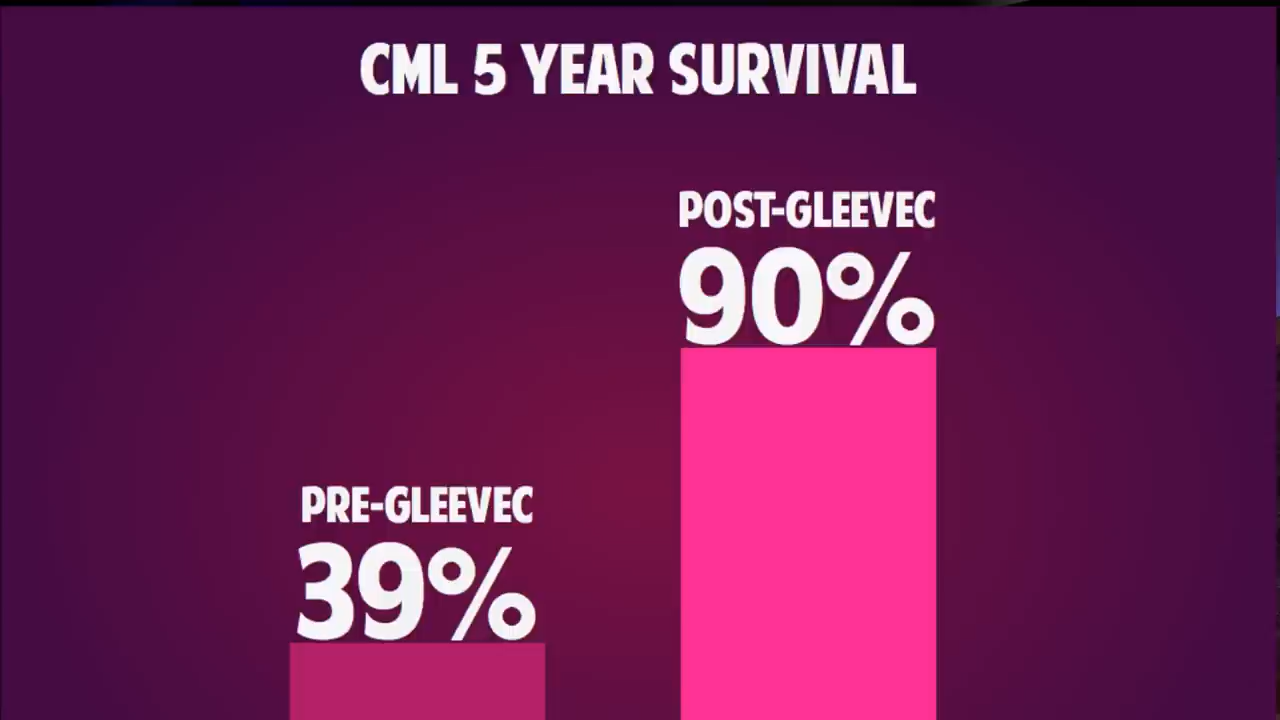 CML 5 YEAR SURVIVAL
POST-GLEEVEC
90%
PRE-GLEEVEC
39%